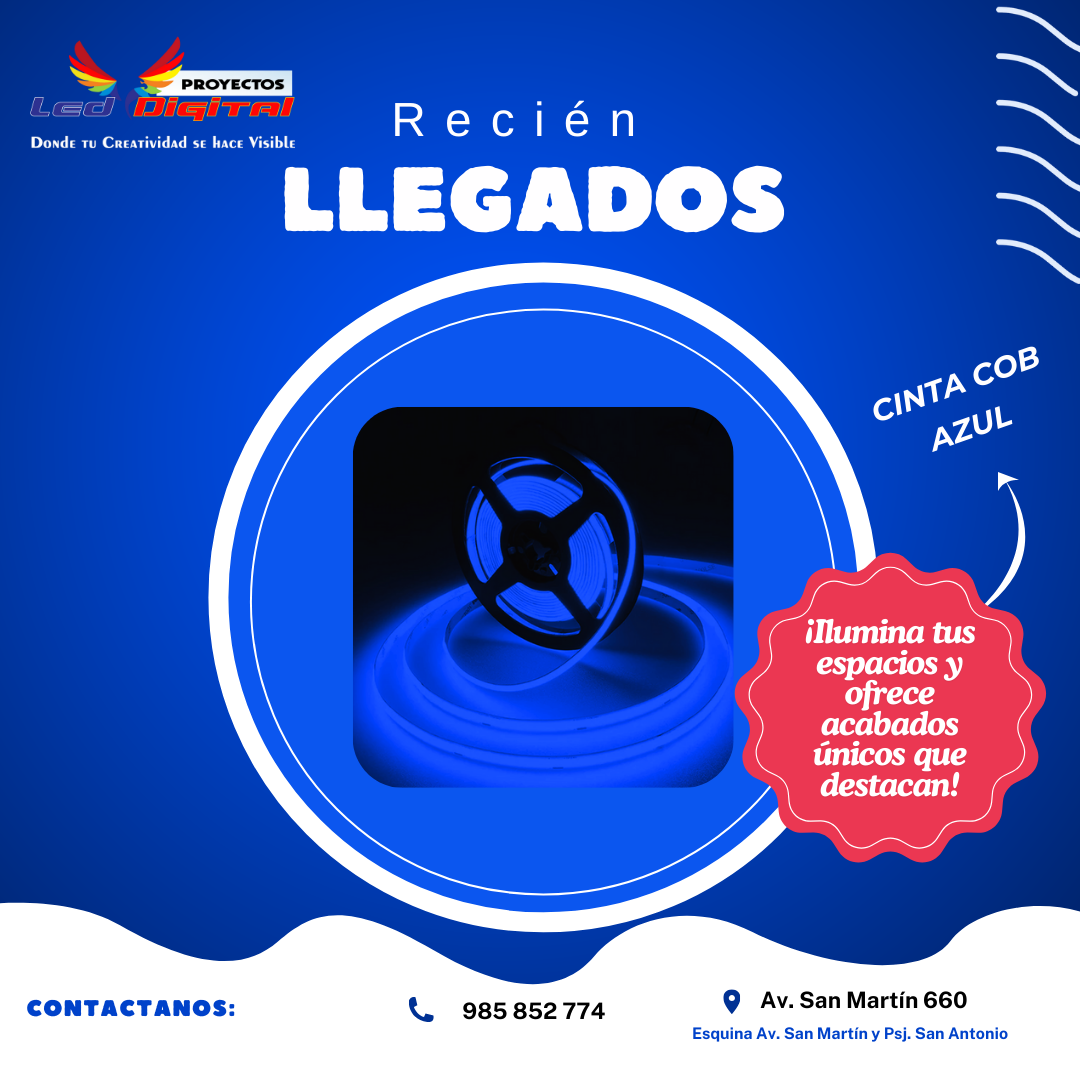 PROYECTOS
Led Digital
Donde tu Creatividad se hace Visible
Recién
LLEGADOS
CINTA COB
AZUL
¡Ilumina tus
espacios y
ofrece
acabados
únicos que
destacan!
CONTACTANOS:
985 852 774
Av. San Martín 660
Esquina Av. San Martín y Psj. San Antonio